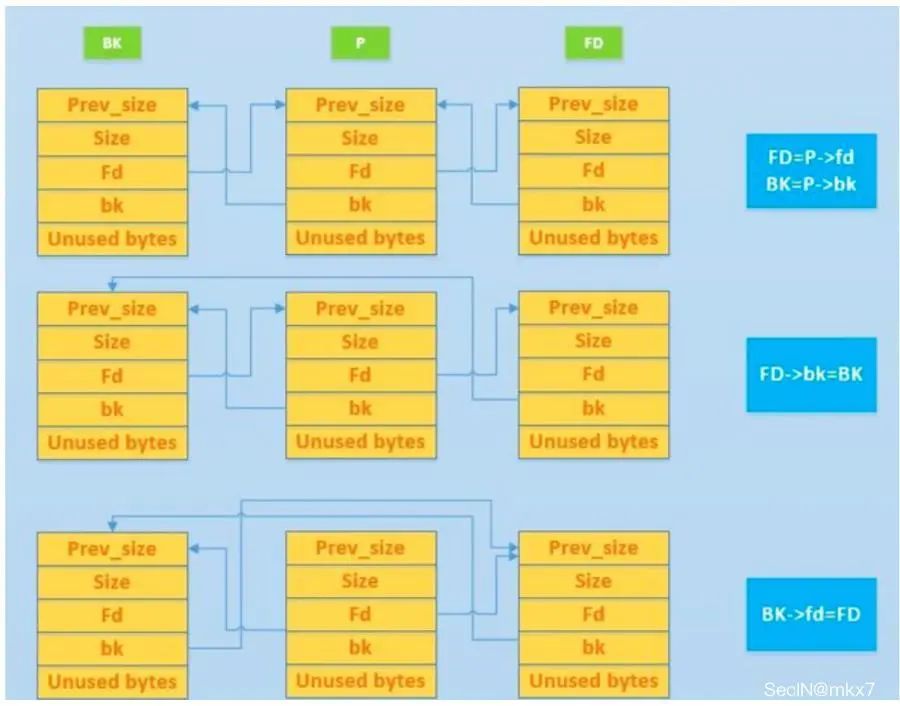 BK
P
FD
Prev_size
Size
Fd
bk
Unused bytes
Prev_size
Size
Fd
bk
Unused bytes
Prev_size
Size
Fd
bk
Unused bytes
FD=P->fd
BK=P->bk
Prev_size
Size
Fd
bk
Unused bytes
Prev_size
Size
Fd
bk
Unused bytes
Prev_size
Size
Fd
bk
Unused bytes
FD->bk=BK
Prev_size
Size
Fd
bk
Unused bytes
Prev_size
Size
Fd
bk
Unused bytes
Prev_size
Size
Fd
bk
Unused bytes
BK->fd=FD
SecIN@mkx7